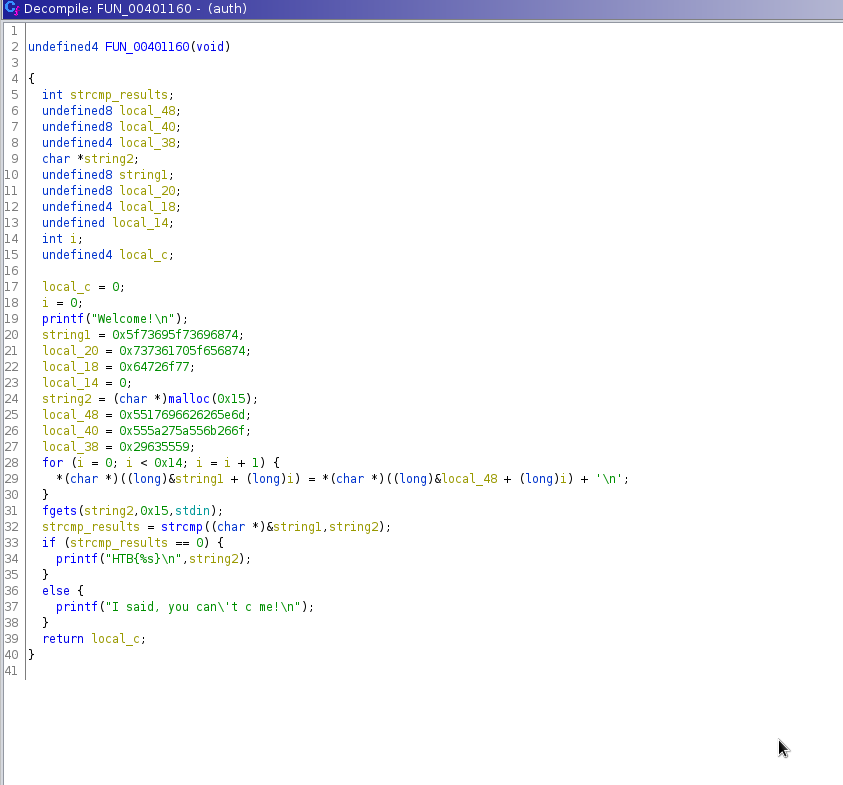 Decompile: FUN_00401160 - (auth)
1
2 undefined4 FUN_00401160(void)
3
4 {
5   int strcmp_results;
6   undefined8 local_48;
7   undefined8 local_40;
8   undefined4 local_38;
9   char *string2;
10   undefined8 string1;
11   undefined8 local_20;
12   undefined4 local_18;
13   undefined local_14;
14   int i;
15   undefined4 local_c;
16
17   local_c = 0;
18   i = 0;
19   printf("Welcome!\n");
20   string1 = 0x5f73695f73696874;
21   local_20 = 0x737361705f656874;
22   local_18 = 0x64726f77;
23   local_14 = 0;
24   string2 = (char *)malloc(0x15);
25   local_48 = 0x5517696626265e6d;
26   local_40 = 0x555a275a556b266f;
27   local_38 = 0x29635559;
28   for (i = 0; i < 0x14; i = i + 1) {
29     *(char *)((long)&string1 + (long)i) = *(char *)((long)&local_48 + (long)i) + '\n';
30   }
31   fgets(string2,0x15,stdin);
32   strcmp_results = strcmp((char *)&string1,string2);
33   if (strcmp_results == 0) {
34     printf("HTB{%s}\n",string2);
35   }
36   else {
37     printf("I said, you can\'t c me!\n");
38   }
39   return local_c;
40 }
41